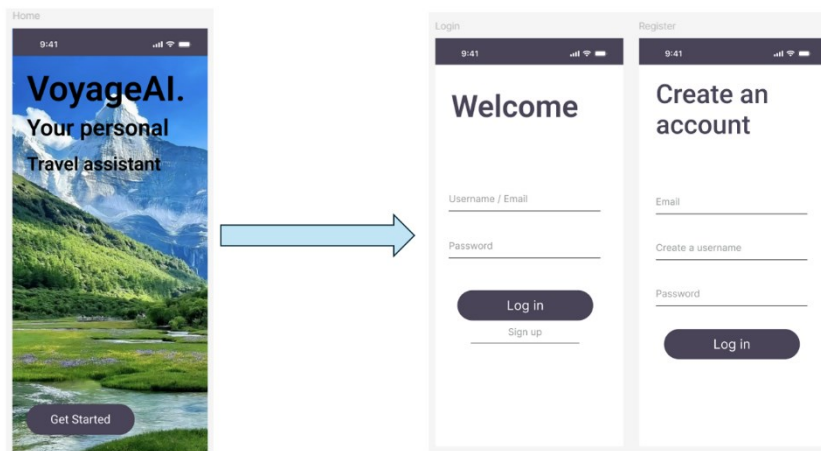 Home
9:41
VoyageAI.
Your personal
Travel assistant
Get Started
Login
9:41
Welcome
Username / Email
Password
Log in
Sign up
Register
9:41
Create an
account
Email
Create a username
Password
Log in